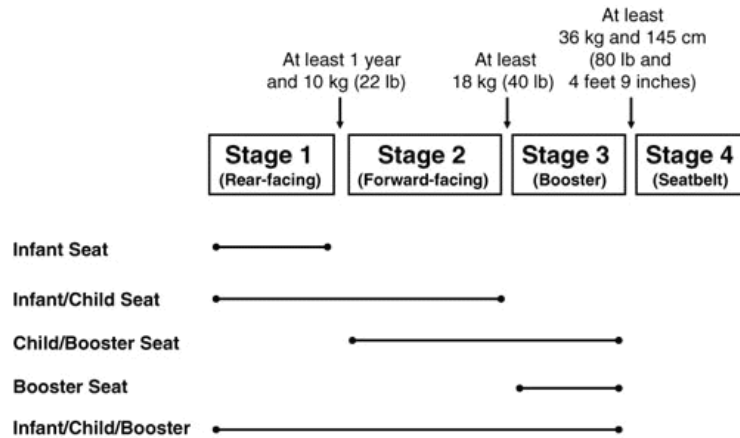 At least
36 kg and 145 cm
(80 lb and
4 feet 9 inches)
At least 1 year
and 10 kg (22 lb)
At least
18 kg (40 lb)
Stage 1
(Rear-facing)
Stage 2
(Forward-facing)
Stage 3
(Booster)
Stage 4
(Seatbelt)
Infant Seat
Infant/Child Seat
Child/Booster Seat
Booster Seat
Infant/Child/Booster